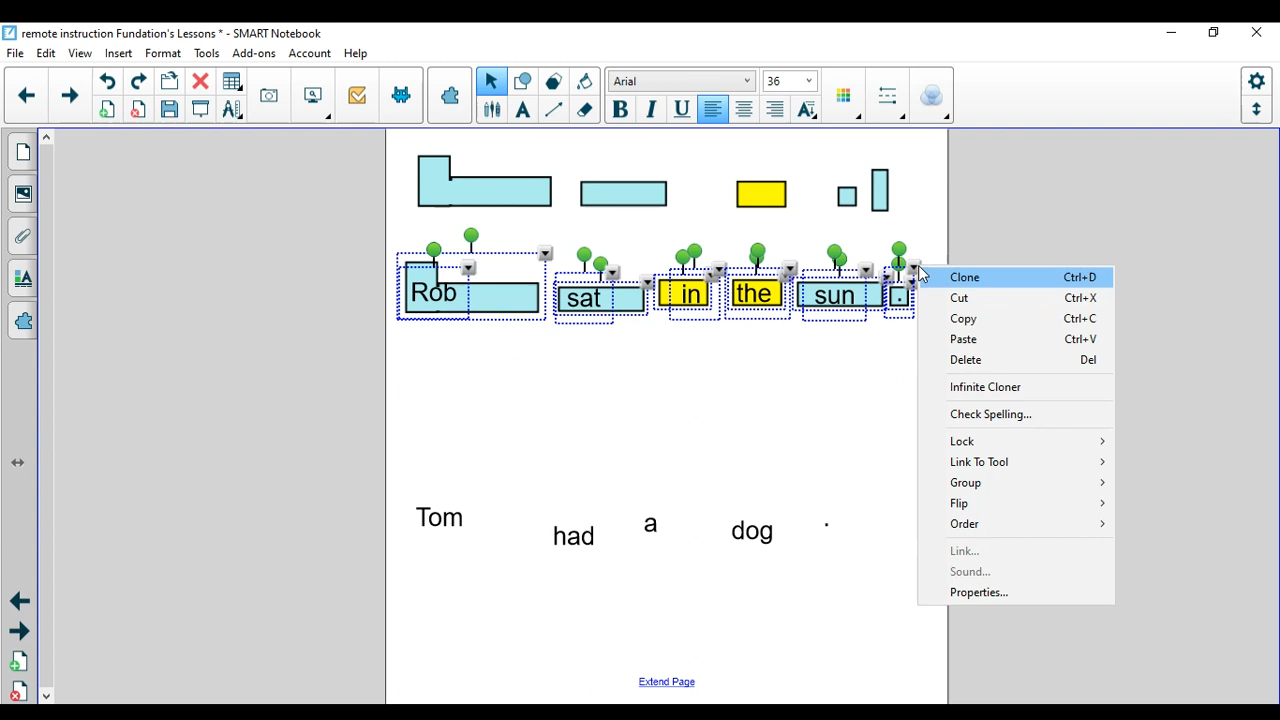 remote instruction Fundation's Lessons * - SMART Notebook
File Edit View Insert Format Tools Add-ons Account Help
Arial 36
B I U A
Rob sat in the sun .
Clone Ctrl+D
Cut Ctrl+X
Copy Ctrl+C
Paste Ctrl+V
Delete Del
Infinite Cloner
Check Spelling...
Lock
Link To Tool
Group
Flip
Order
Link...
Sound...
Properties...
Tom had a dog .
Extend Page